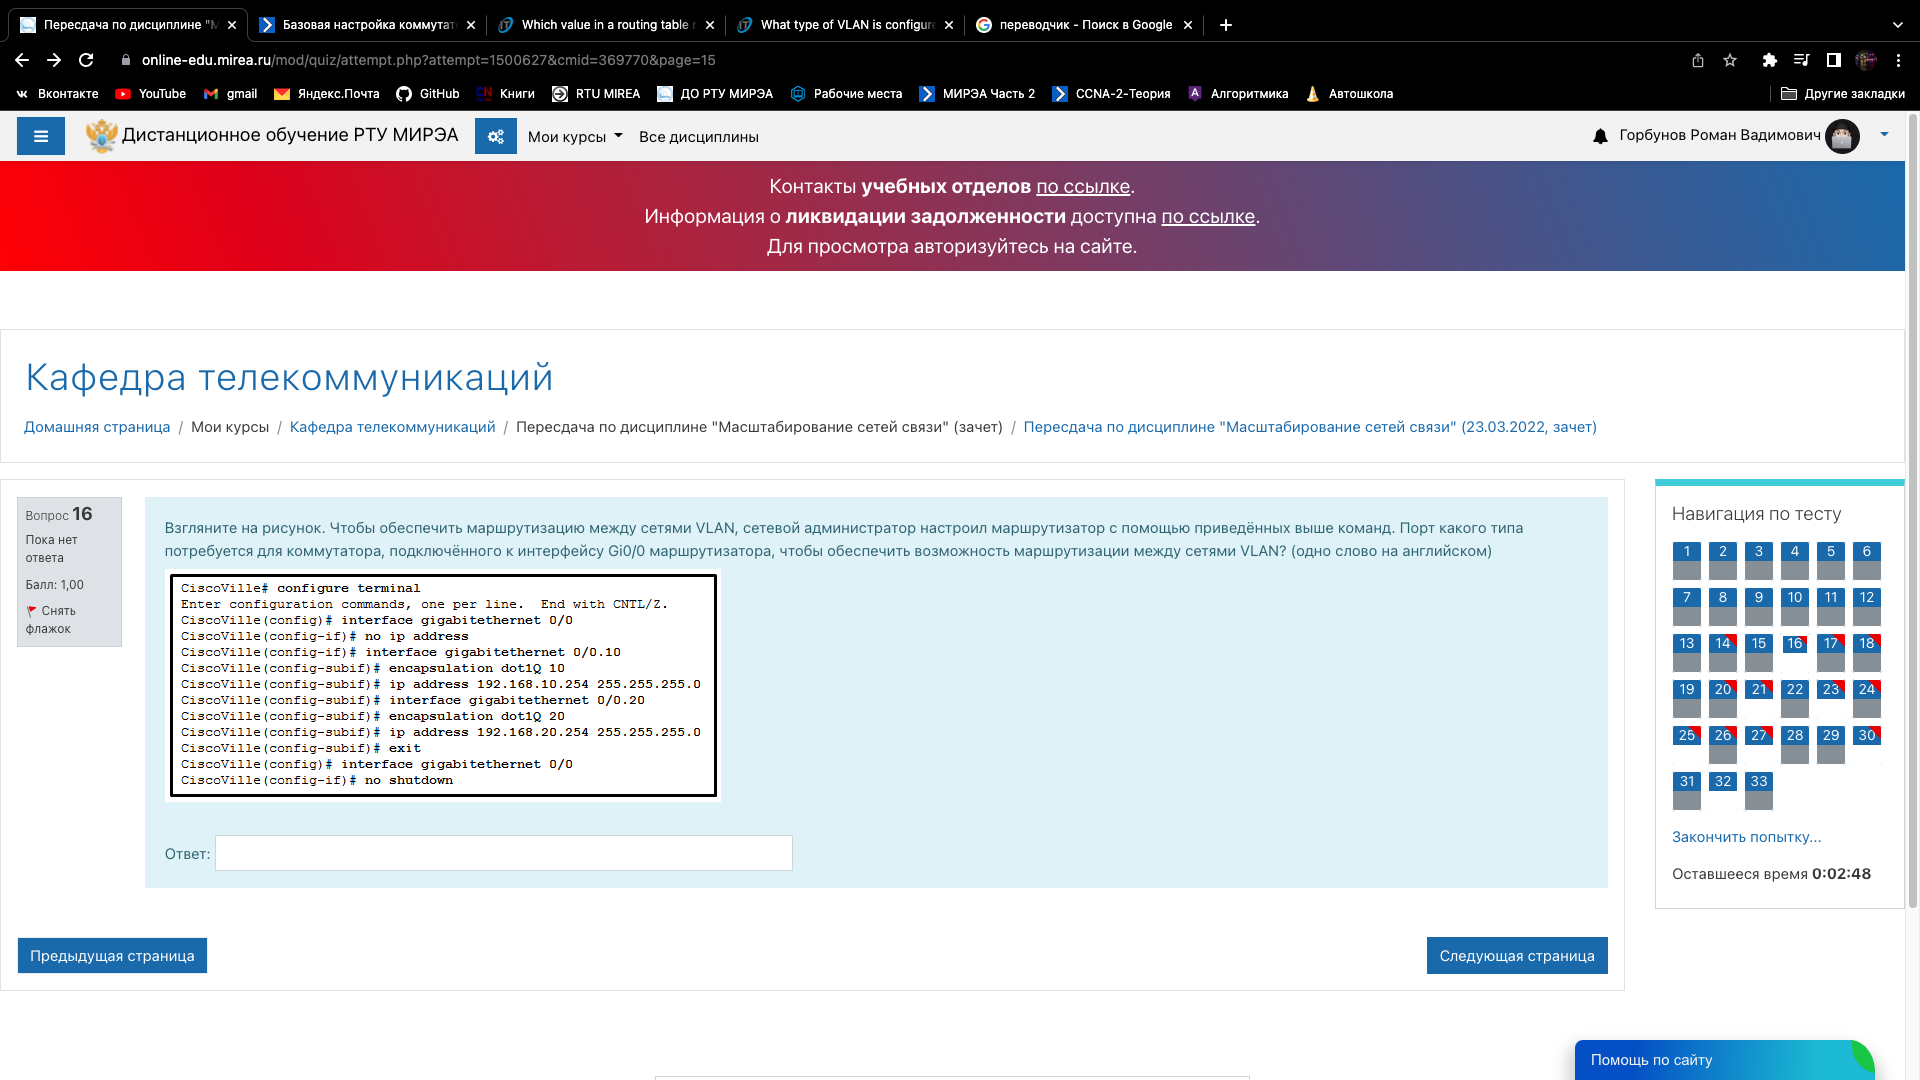 Пересдача по дисциплине "М
Базовая настройка коммутат
Which value in a routing table r
What type of VLAN is configure
переводчик - Поиск в Google
online-edu.mirea.ru/mod/quiz/attempt.php?attempt=1500627&cmid=369770&page=15
Вконтакте
YouTube
gmail
Яндекс.Почта
GitHub
CN Книги
RTU MIREA
ДО РТУ МИРЭА
Рабочие места
МИРЭА Часть 2
CCNA-2-Теория
A Алгоритмика
Автошкола
Другие закладки
Дистанционное обучение РТУ МИРЭА
Мои курсы
Все дисциплины
Горбунов Роман Вадимович
Контакты учебных отделов по ссылке.
Информация о ликвидации задолженности доступна по ссылке.
Для просмотра авторизуйтесь на сайте.
Кафедра телекоммуникаций
Домашняя страница / Мои курсы / Кафедра телекоммуникаций / Пересдача по дисциплине "Масштабирование сетей связи" (зачет) / Пересдача по дисциплине "Масштабирование сетей связи" (23.03.2022, зачет)
Вопрос 16
Пока нет
ответа
Балл: 1,00
Снять
флажок
Взгляните на рисунок. Чтобы обеспечить маршрутизацию между сетями VLAN, сетевой администратор настроил маршрутизатор с помощью приведённых выше команд. Порт какого типа
потребуется для коммутатора, подключённого к интерфейсу Gi0/0 маршрутизатора, чтобы обеспечить возможность маршрутизации между сетями VLAN? (одно слово на английском)
CiscoVille# configure terminal
Enter configuration commands, one per line.  End with CNTL/Z.
CiscoVille(config)# interface gigabitethernet 0/0
CiscoVille(config-if)# no ip address
CiscoVille(config-if)# interface gigabitethernet 0/0.10
CiscoVille(config-subif)# encapsulation dot1Q 10
CiscoVille(config-subif)# ip address 192.168.10.254 255.255.255.0
CiscoVille(config-subif)# interface gigabitethernet 0/0.20
CiscoVille(config-subif)# encapsulation dot1Q 20
CiscoVille(config-subif)# ip address 192.168.20.254 255.255.255.0
CiscoVille(config-subif)# exit
CiscoVille(config)# interface gigabitethernet 0/0
CiscoVille(config-if)# no shutdown
Ответ:
Предыдущая страница
Следующая страница
Навигация по тесту
1 2 3 4 5 6
7 8 9 10 11 12
13 14 15 16 17 18
19 20 21 22 23 24
25 26 27 28 29 30
31 32 33
Закончить попытку...
Оставшееся время 0:02:48
Помощь по сайту